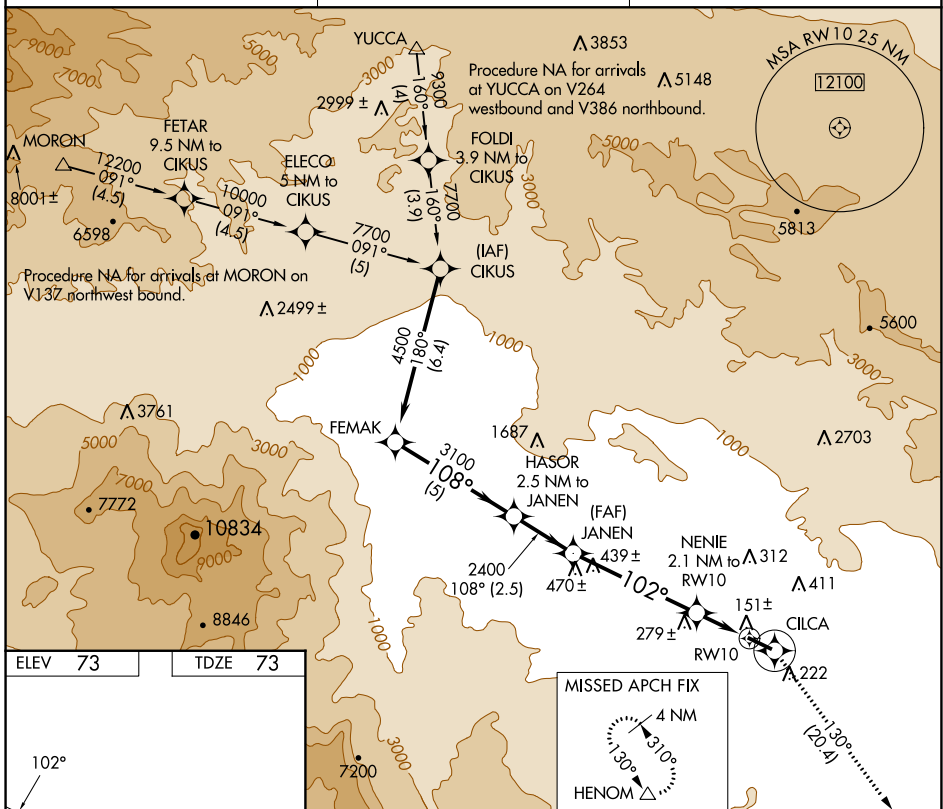 YUCCA
3853
MSA RW10 25 NM
12100
9000
7000
5000
3000
9300
160°
(4)
Procedure NA for arrivals
at YUCCA on V264
westbound and V386 northbound.
5148
2999 ±
MORON
8001±
12200
091°
(4.5)
FETAR
9.5 NM to
CIKUS
ELECO
5 NM to
CIKUS
FOLDI
3.9 NM to
CIKUS
5000
3000
6598
10000
091°
(4.5)
7700
160°
(3.9)
5813
7700
091°
(5)
(IAF)
CIKUS
Procedure NA for arrivals at MORON on
V137 northwest bound.
2499 ±
4500
180°
(6.4)
1000
1000
5600
3000
3761
5000
3000
7000
FEMAK
1687
1000
2703
3100
108°
(5)
HASOR
2.5 NM to
JANEN
7772
10834
9000
(FAF)
JANEN
439 ±
470 ±
2400
108° (2.5)
102°
NENIE
2.1 NM to
RW10
312
411
8846
1000
279 ±
151 ±
CILCA
RW10
222
ELEV 73
TDZE 73
102°
MISSED APCH FIX
4 NM
310°
130°
HENOM
130°
(20.4)
3000
7200